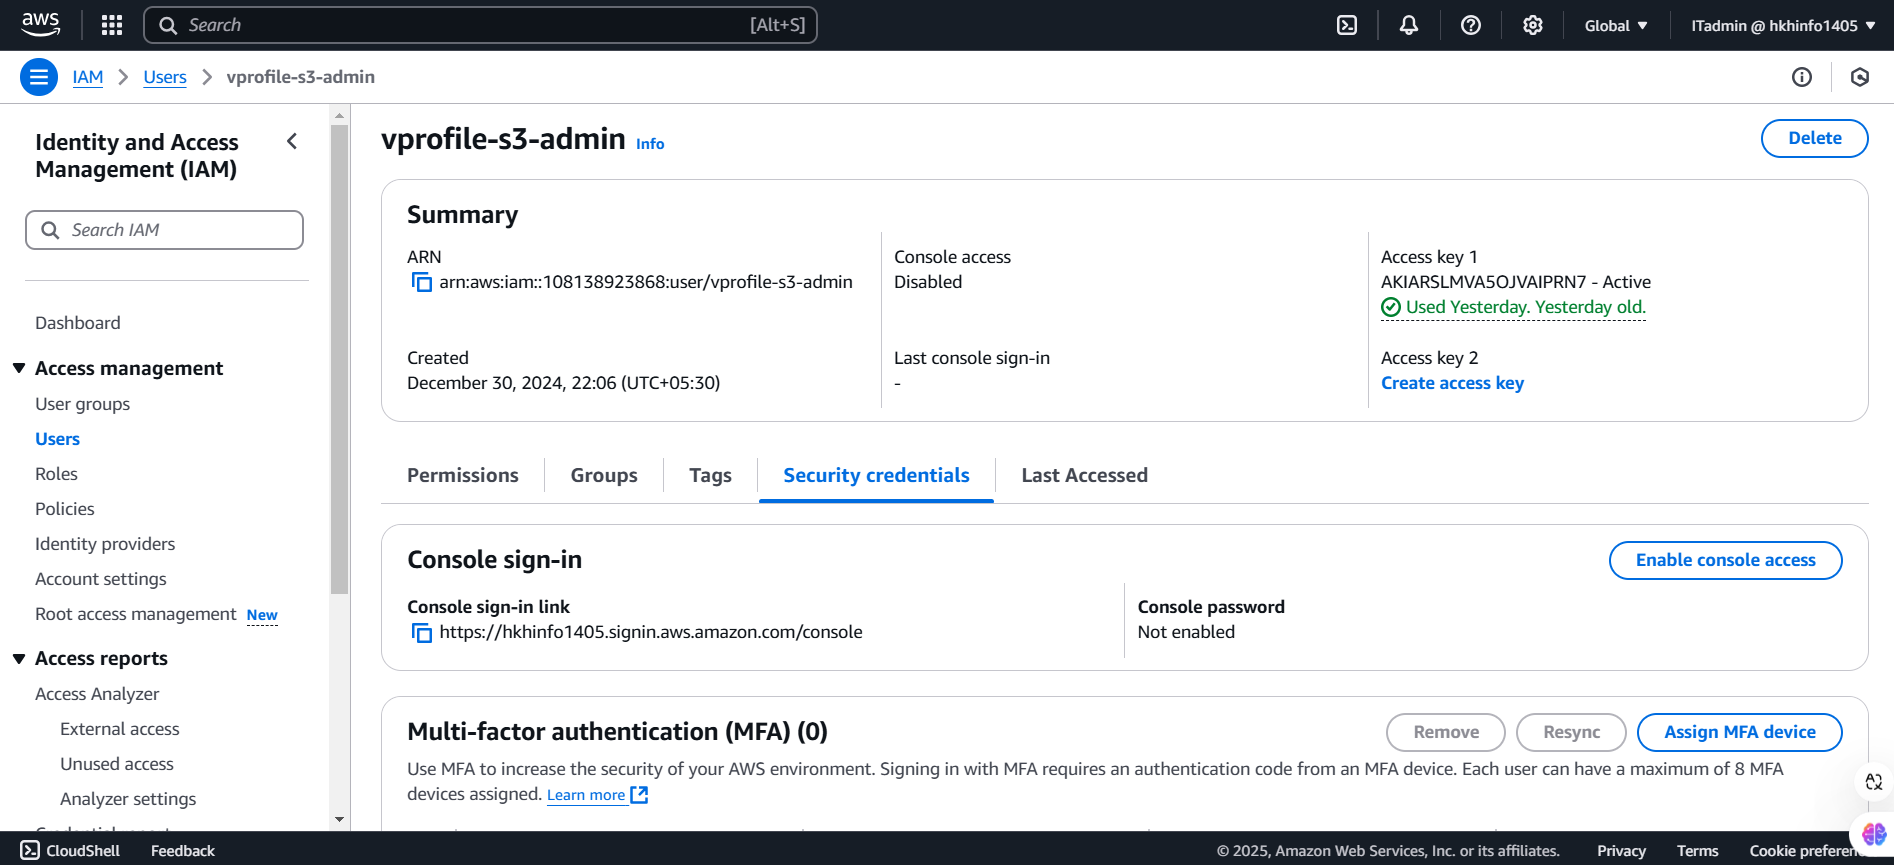 aws
Search [Alt+S]
Global ▼
ITadmin @ hkhinfo1405 ▼
IAM > Users > vprofile-s3-admin
Identity and Access
Management (IAM)
Search IAM
Dashboard
Access management
User groups
Users
Roles
Policies
Identity providers
Account settings
Root access management New
Access reports
Access Analyzer
External access
Unused access
Analyzer settings
vprofile-s3-admin Info
Delete
Summary
ARN
arn:aws:iam::108138923868:user/vprofile-s3-admin
Created
December 30, 2024, 22:06 (UTC+05:30)
Console access
Disabled
Last console sign-in
-
Access key 1
AKIARSLMVA5OJVAIPRN7 - Active
Used Yesterday. Yesterday old.
Access key 2
Create access key
Permissions
Groups
Tags
Security credentials
Last Accessed
Console sign-in
Enable console access
Console sign-in link
https://hkhinfo1405.signin.aws.amazon.com/console
Console password
Not enabled
Multi-factor authentication (MFA) (0)
Remove
Resync
Assign MFA device
Use MFA to increase the security of your AWS environment. Signing in with MFA requires an authentication code from an MFA device. Each user can have a maximum of 8 MFA
devices assigned. Learn more
CloudShell
Feedback
© 2025, Amazon Web Services, Inc. or its affiliates.
Privacy
Terms
Cookie